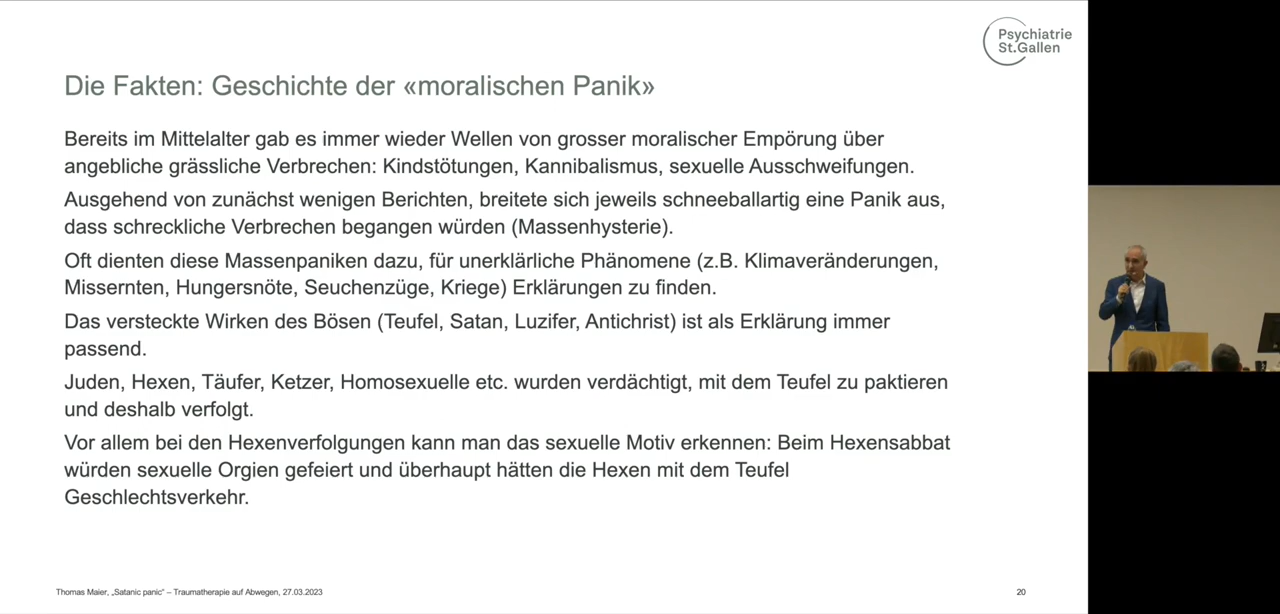 Psychiatrie
St.Gallen
Die Fakten: Geschichte der «moralischen Panik»
Bereits im Mittelalter gab es immer wieder Wellen von grosser moralischer Empörung über
angebliche grässliche Verbrechen: Kindstötungen, Kannibalismus, sexuelle Ausschweifungen.
Ausgehend von zunächst wenigen Berichten, breitete sich jeweils schneeballartig eine Panik aus,
dass schreckliche Verbrechen begangen würden (Massenhysterie).
Oft dienten diese Massenpaniken dazu, für unerklärliche Phänomene (z.B. Klimaveränderungen,
Missernten, Hungersnöte, Seuchenzüge, Kriege) Erklärungen zu finden.
Das versteckte Wirken des Bösen (Teufel, Satan, Luzifer, Antichrist) ist als Erklärung immer
passend.
Juden, Hexen, Täufer, Ketzer, Homosexuelle etc. wurden verdächtigt, mit dem Teufel zu paktieren
und deshalb verfolgt.
Vor allem bei den Hexenverfolgungen kann man das sexuelle Motiv erkennen: Beim Hexensabbat
würden sexuelle Orgien gefeiert und überhaupt hätten die Hexen mit dem Teufel
Geschlechtsverkehr.
Thomas Maier, „Satanic panic" – Traumatherapie auf Abwegen, 27.03.2023
20